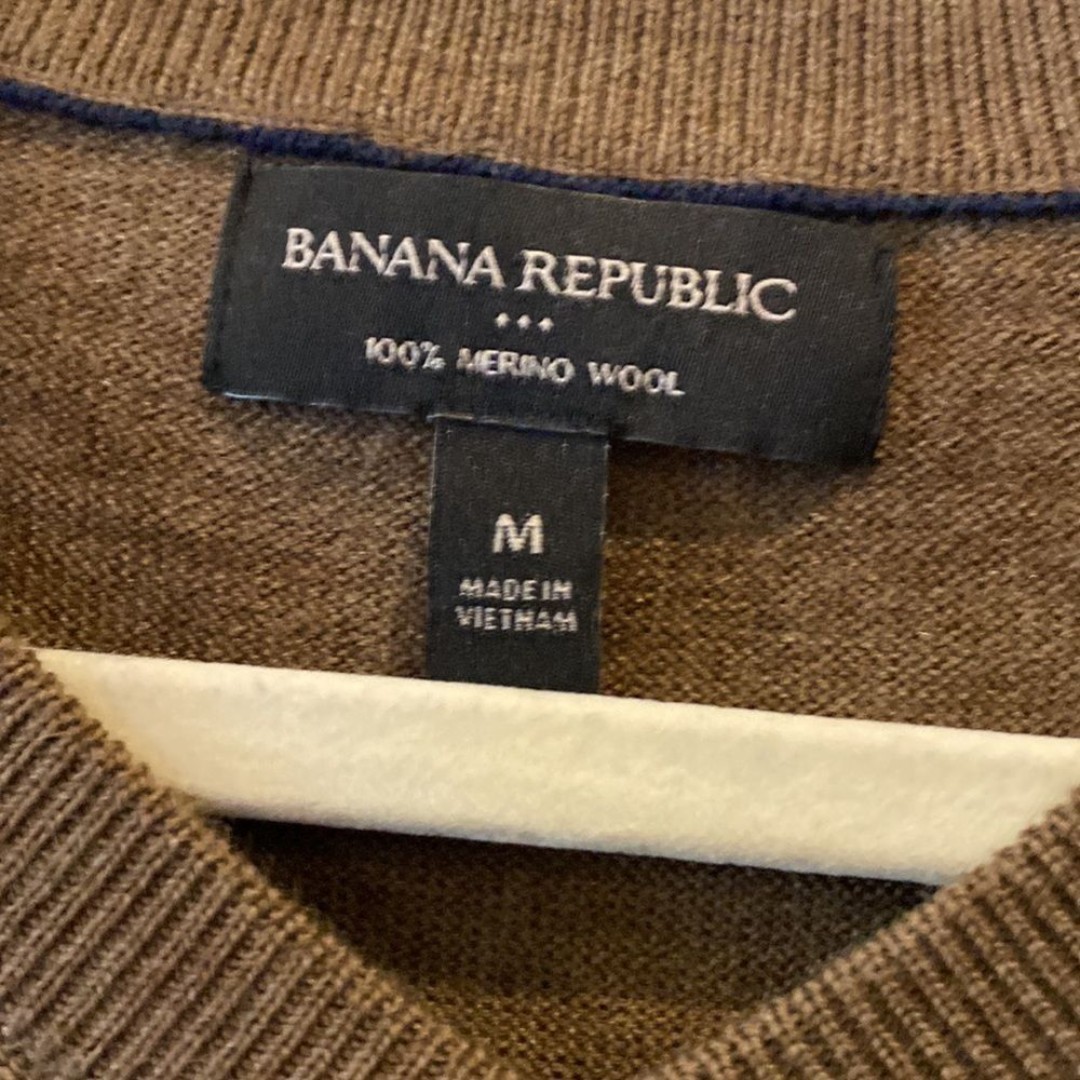 BANANA REPUBLIC
100% MERINO WOOL
M
MADE IN
VIETNAM